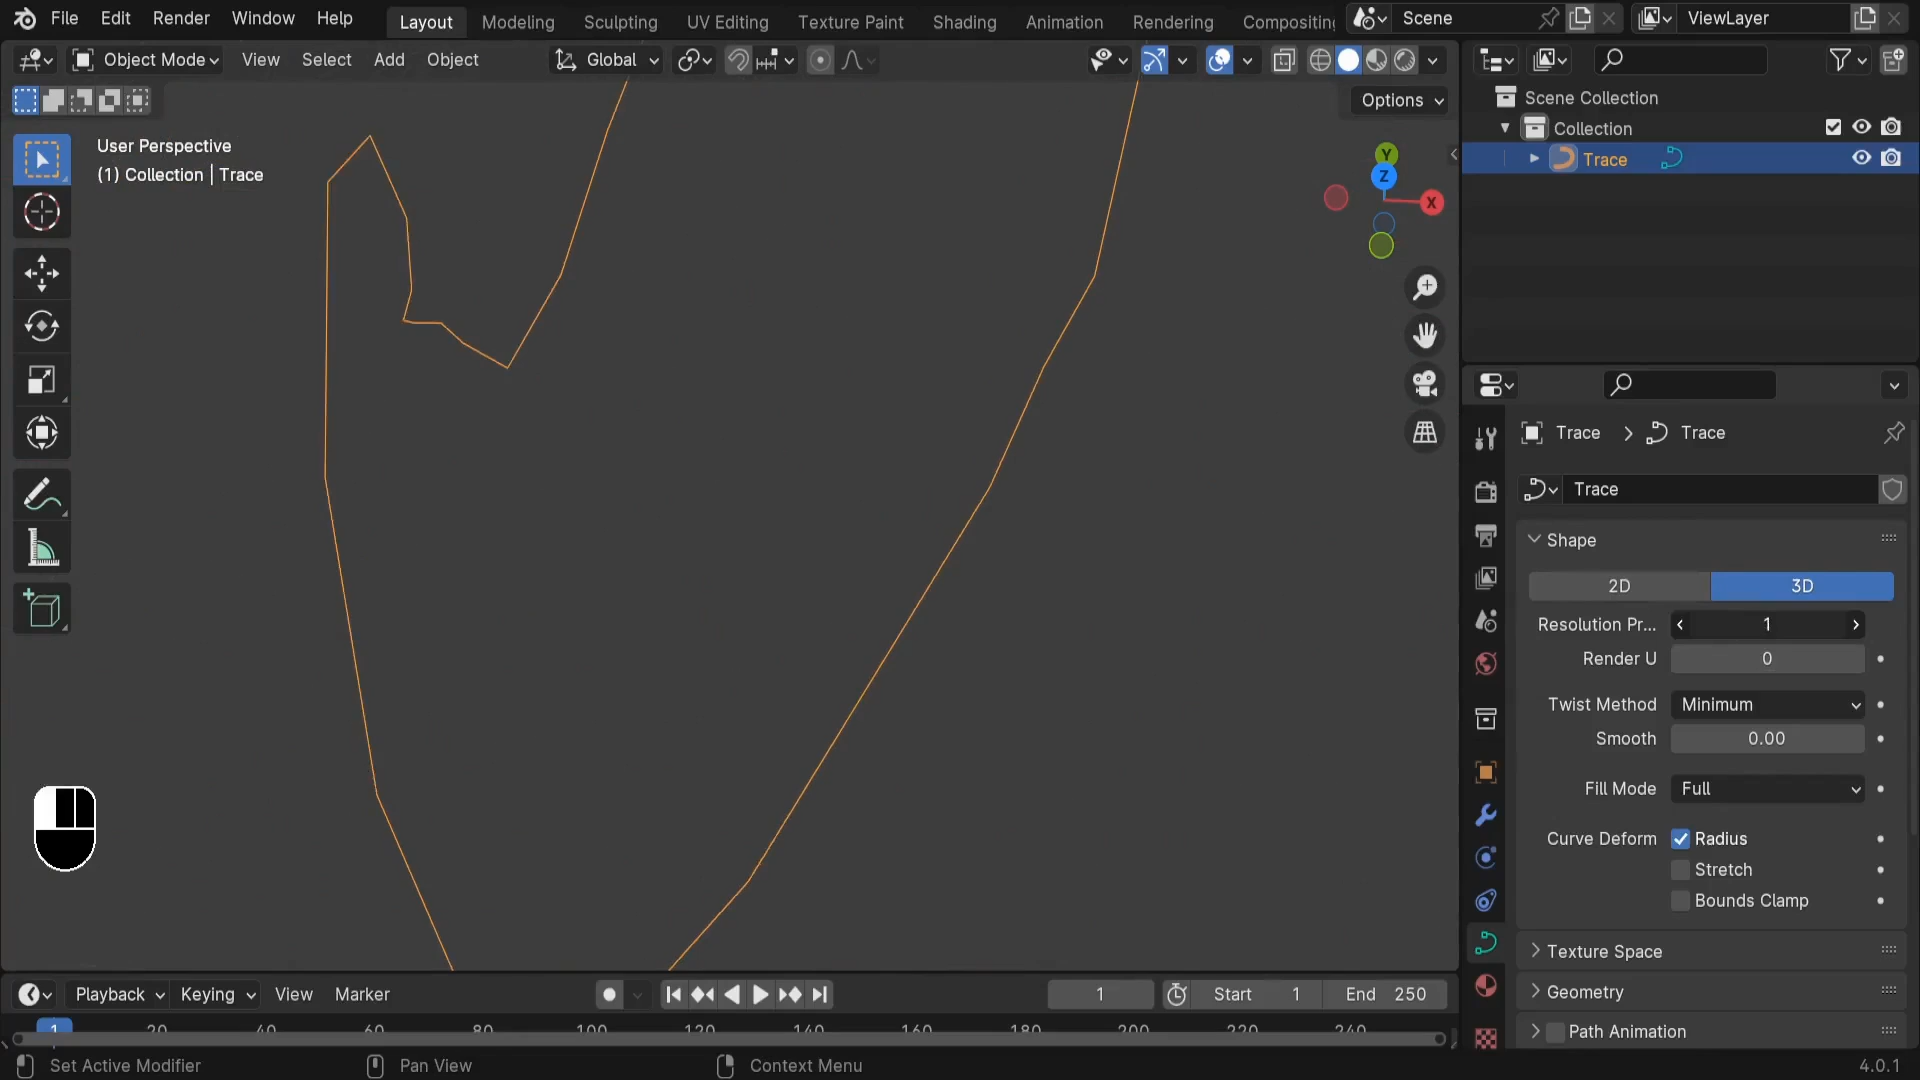 File Edit Render Window Help
Layout Modeling Sculpting UV Editing Texture Paint Shading Animation Rendering Compositing
Scene
ViewLayer
Object Mode View Select Add Object
Global
Options
User Perspective
(1) Collection | Trace
Y
Z
X
Scene Collection
Collection
Trace
Trace > Trace
Trace
Shape
2D 3D
Resolution Pr... 1
Render U 0
Twist Method Minimum
Smooth 0.00
Fill Mode Full
Curve Deform Radius
Stretch
Bounds Clamp
Texture Space
Geometry
Path Animation
Playback Keying View Marker
1
Start 1
End 250
1 20 40 60 80 100 120 140 160 180 200 220 240
Set Active Modifier
Pan View
Context Menu
4.0.1